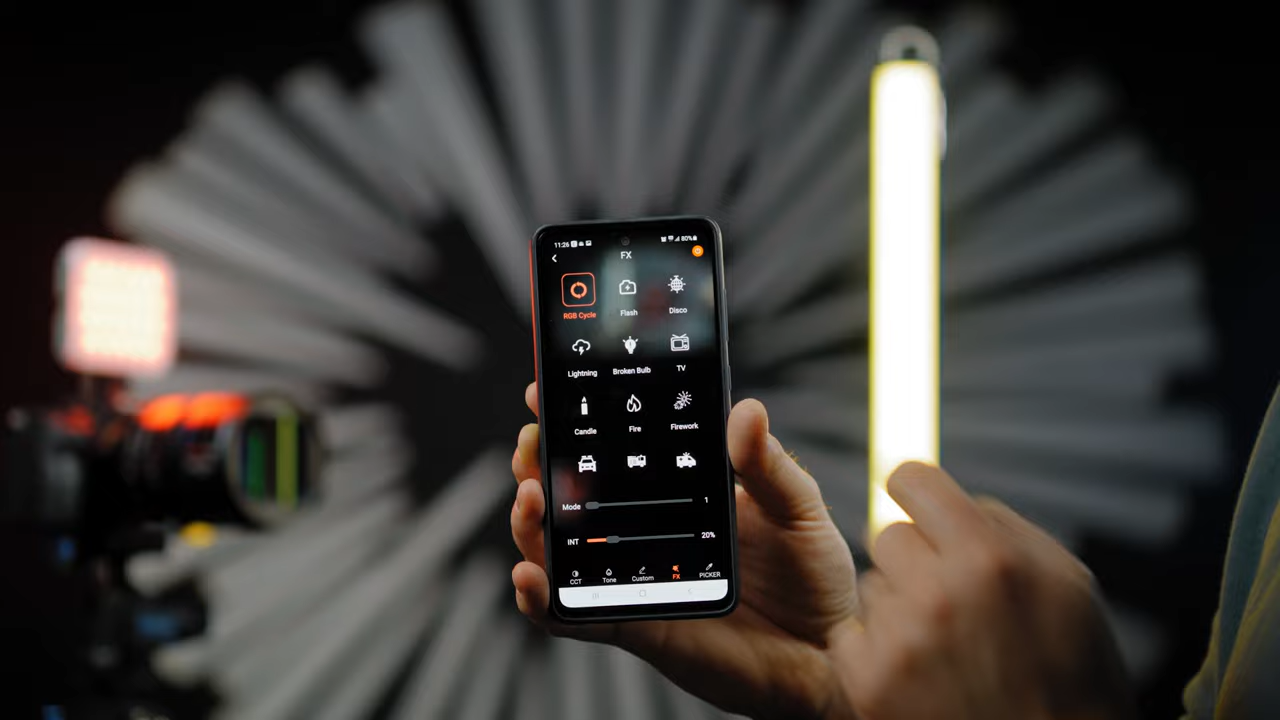 11:26 80%
FX
RGB Cycle Flash Disco
Lightning Broken Bulb TV
Candle Fire Firework
Mode 1
INT 20%
CCT Tone Custom FX PICKER